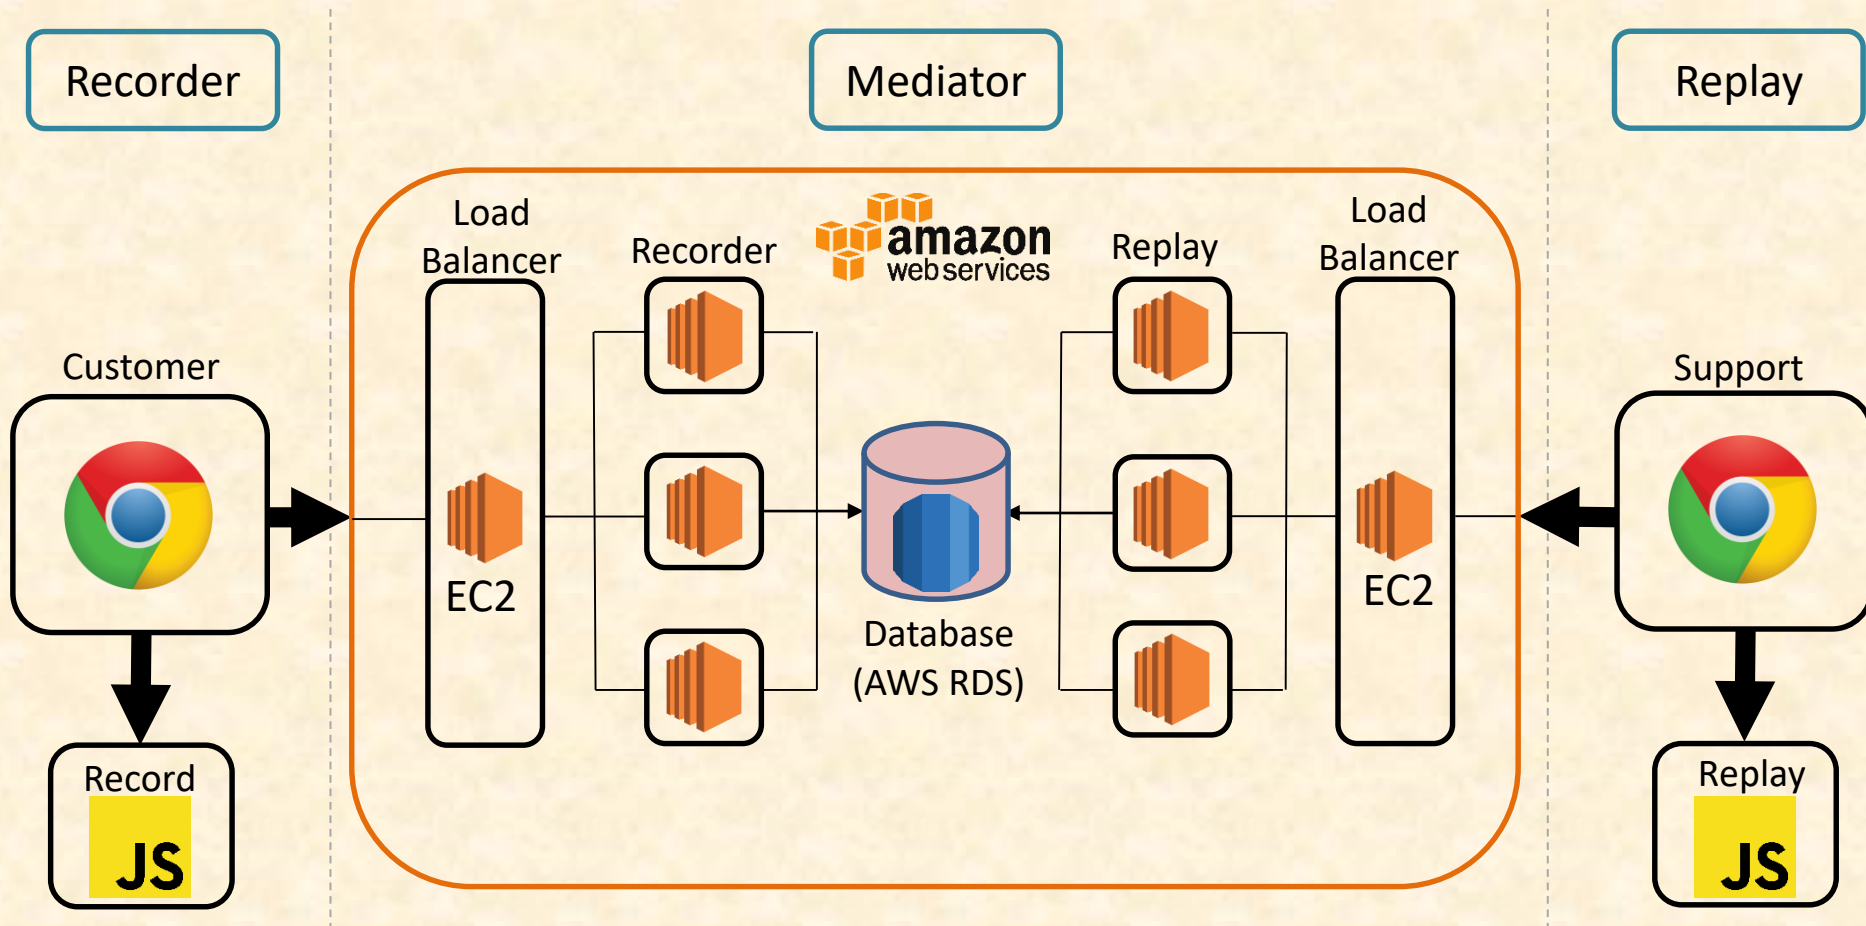 Recorder
Mediator
Replay
Load
Balancer
Recorder
amazon
web services
Replay
Load
Balancer
Customer
Support
EC2
EC2
Database
(AWS RDS)
Record
JS
Replay
JS